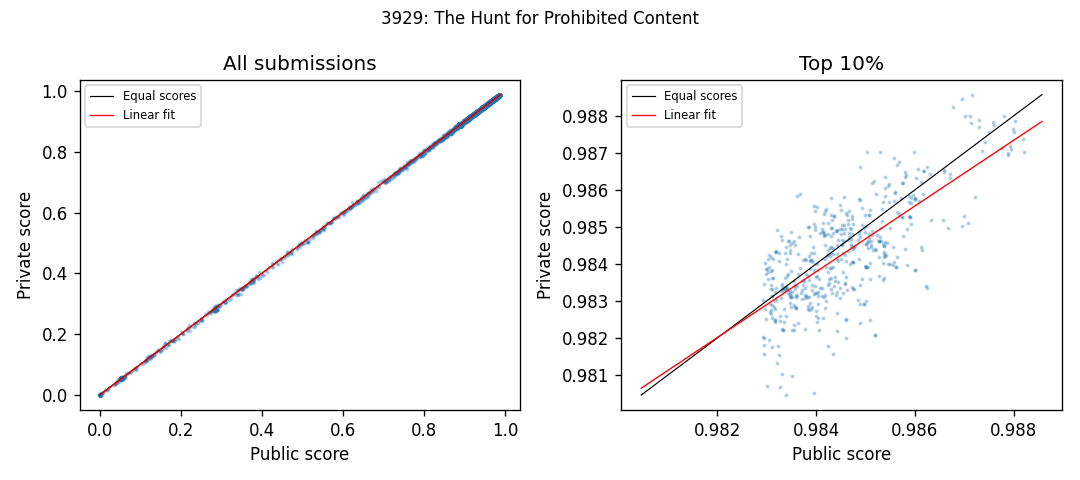 3929: The Hunt for Prohibited Content
All submissions
Equal scores
Linear fit
1.0
0.8
0.6
0.4
0.2
0.0
Private score
0.0 0.2 0.4 0.6 0.8 1.0
Public score
Top 10%
Equal scores
Linear fit
0.988
0.987
0.986
0.985
0.984
0.983
0.982
0.981
Private score
0.982 0.984 0.986 0.988
Public score